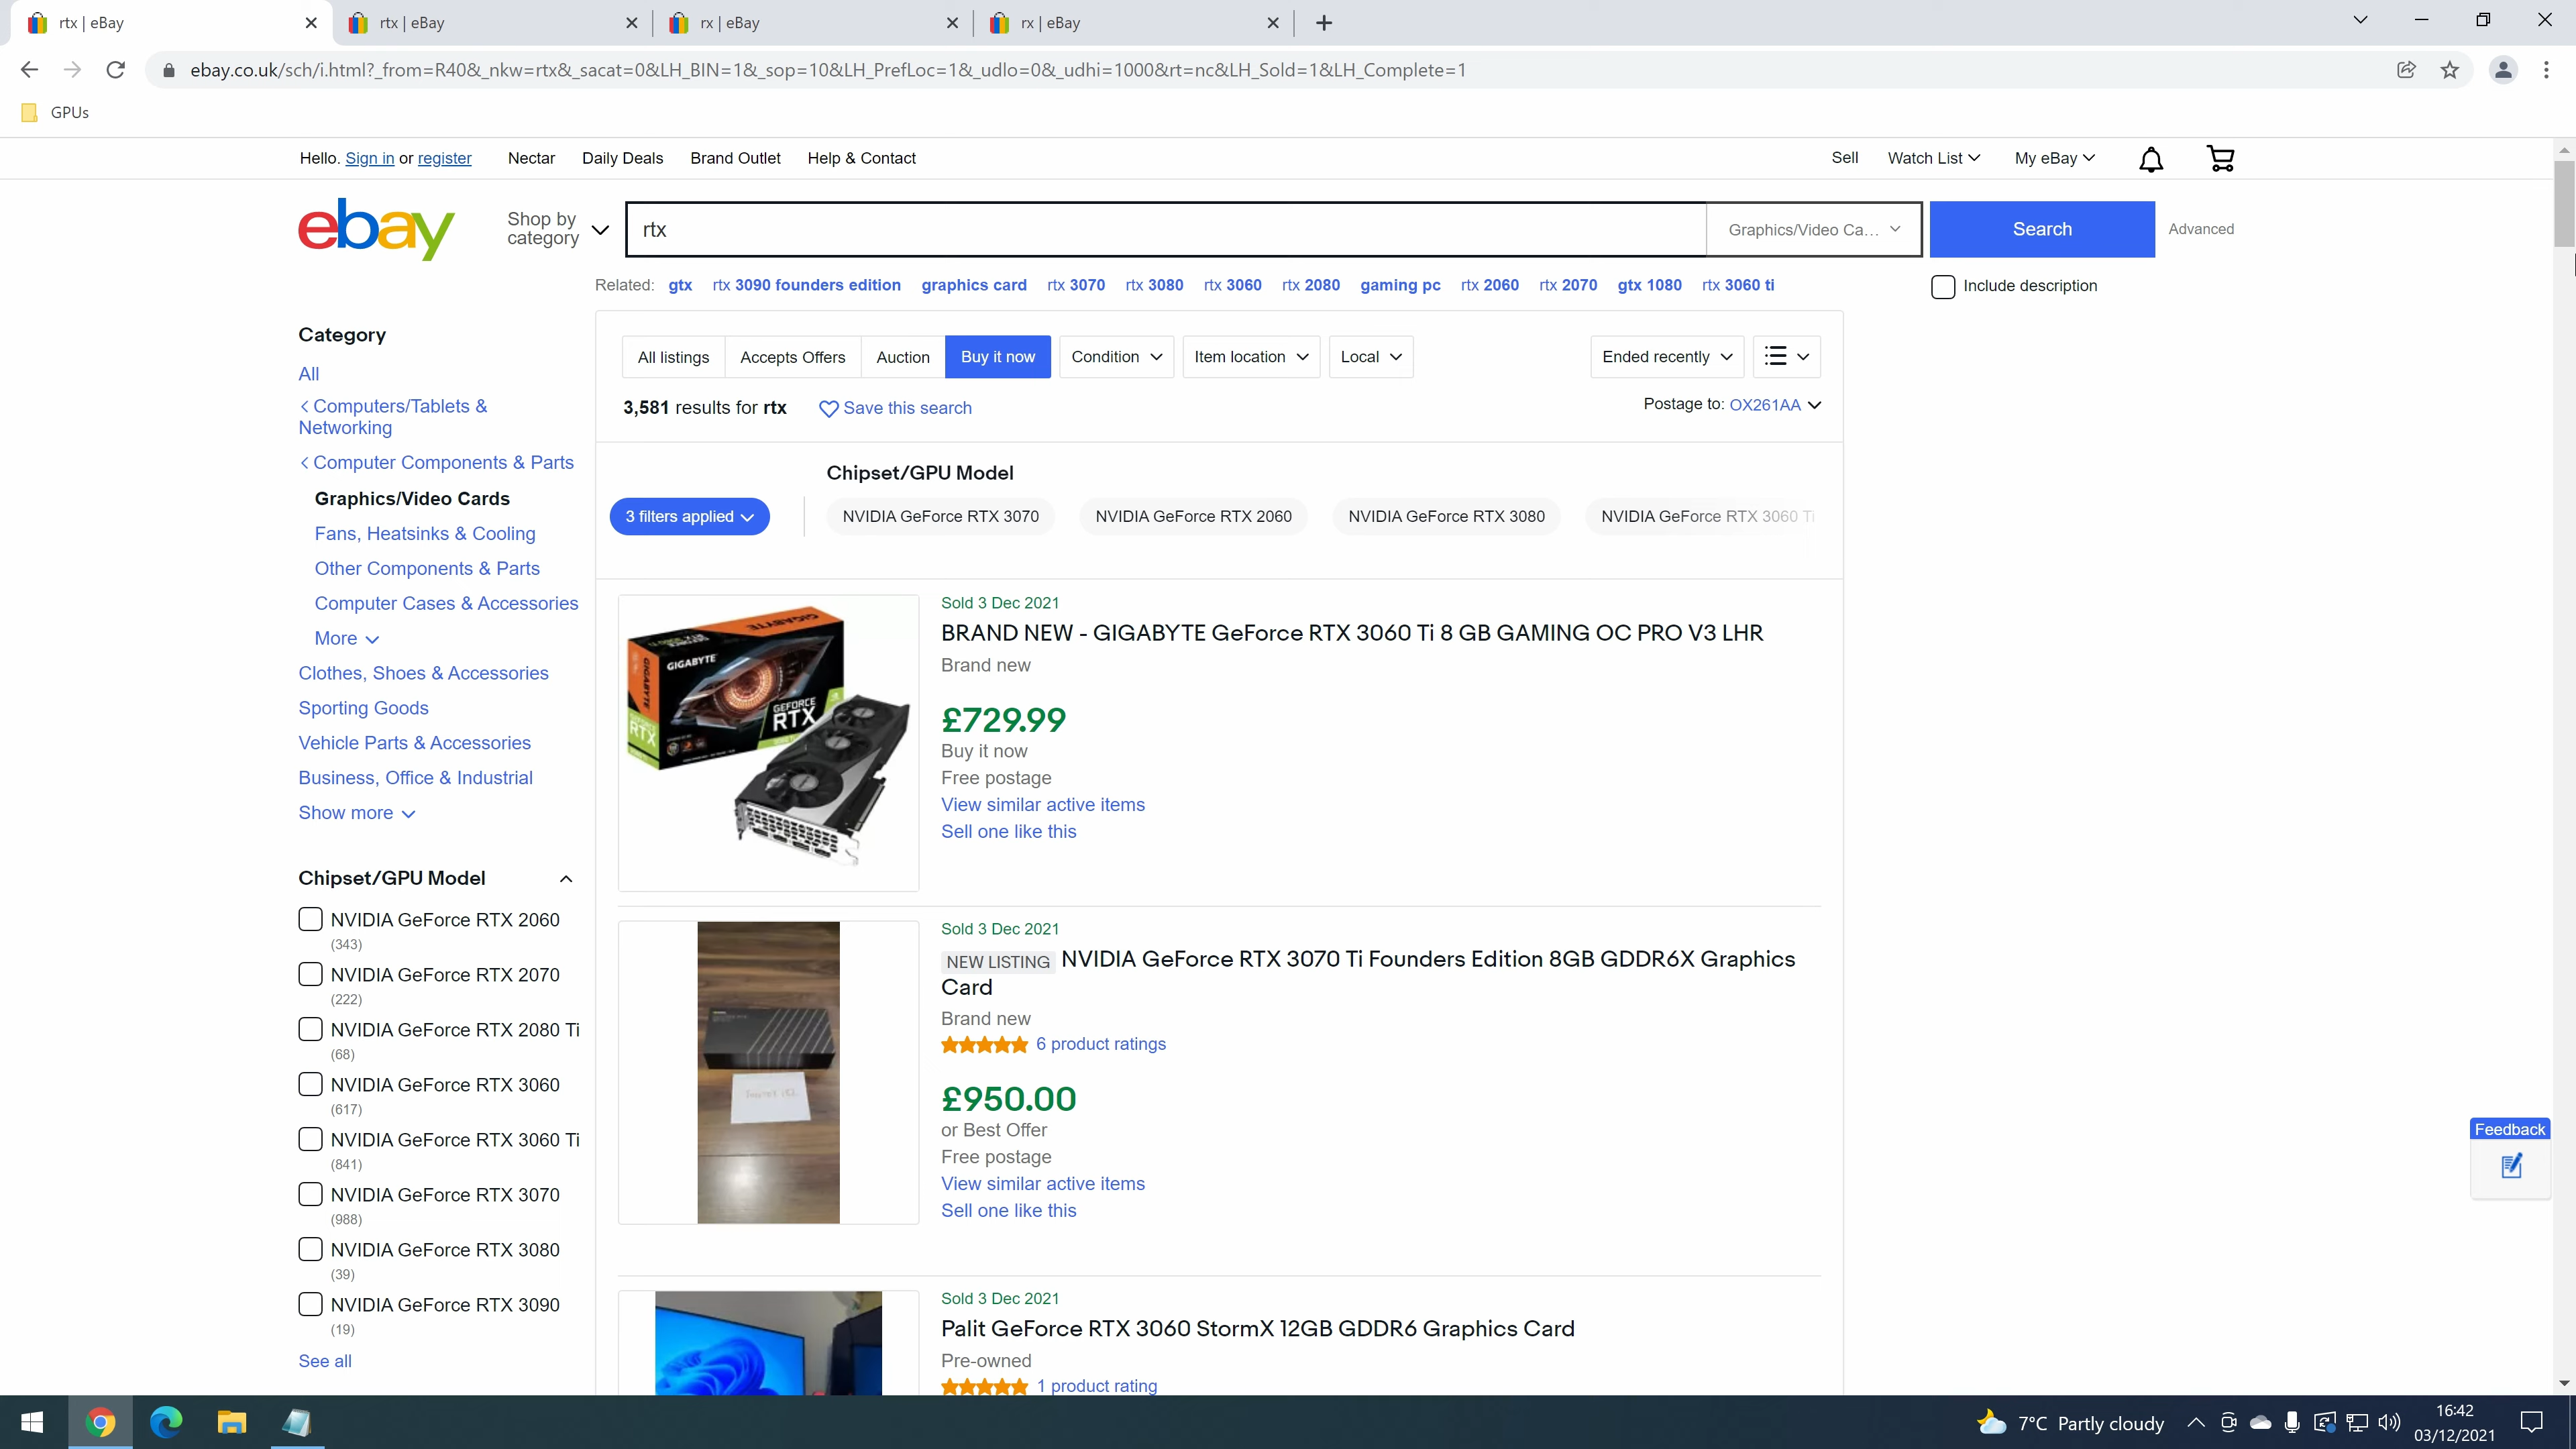 rtx | eBay
rtx | eBay
rx | eBay
rx | eBay
ebay.co.uk/sch/i.html?_from=R40&_nkw=rtx&_sacat=0&LH_BIN=1&_sop=10&LH_PrefLoc=1&_udlo=0&_udhi=1000&rt=nc&LH_Sold=1&LH_Complete=1
GPUs
Hello. Sign in or register Nectar Daily Deals Brand Outlet Help & Contact
Sell Watch List My eBay
ebay
Shop by category
rtx
Graphics/Video Ca...
Search
Advanced
Related: gtx rtx 3090 founders edition graphics card rtx 3070 rtx 3080 rtx 3060 rtx 2080 gaming pc rtx 2060 rtx 2070 gtx 1080 rtx 3060 ti
Include description
Category
All
Computers/Tablets &
Networking
Computer Components & Parts
Graphics/Video Cards
Fans, Heatsinks & Cooling
Other Components & Parts
Computer Cases & Accessories
More
Clothes, Shoes & Accessories
Sporting Goods
Vehicle Parts & Accessories
Business, Office & Industrial
Show more
Chipset/GPU Model
NVIDIA GeForce RTX 2060
(343)
NVIDIA GeForce RTX 2070
(222)
NVIDIA GeForce RTX 2080 Ti
(68)
NVIDIA GeForce RTX 3060
(617)
NVIDIA GeForce RTX 3060 Ti
(841)
NVIDIA GeForce RTX 3070
(988)
NVIDIA GeForce RTX 3080
(39)
NVIDIA GeForce RTX 3090
(19)
See all
All listings Accepts Offers Auction Buy it now Condition Item location Local
Ended recently
3,581 results for rtx Save this search
Postage to: OX261AA
Chipset/GPU Model
3 filters applied
NVIDIA GeForce RTX 3070 NVIDIA GeForce RTX 2060 NVIDIA GeForce RTX 3080 NVIDIA GeForce RTX 3060 Ti
GIGABYTE
GIGABYTE
GIGABYTE
GEFORCE
RTX
RTX
Sold 3 Dec 2021
BRAND NEW - GIGABYTE GeForce RTX 3060 Ti 8 GB GAMING OC PRO V3 LHR
Brand new
£729.99
Buy it now
Free postage
View similar active items
Sell one like this
Sold 3 Dec 2021
NEW LISTING NVIDIA GeForce RTX 3070 Ti Founders Edition 8GB GDDR6X Graphics
Card
Brand new
6 product ratings
£950.00
or Best Offer
Free postage
View similar active items
Sell one like this
Sold 3 Dec 2021
Palit GeForce RTX 3060 StormX 12GB GDDR6 Graphics Card
Pre-owned
1 product rating
Feedback
7°C Partly cloudy
16:42
03/12/2021